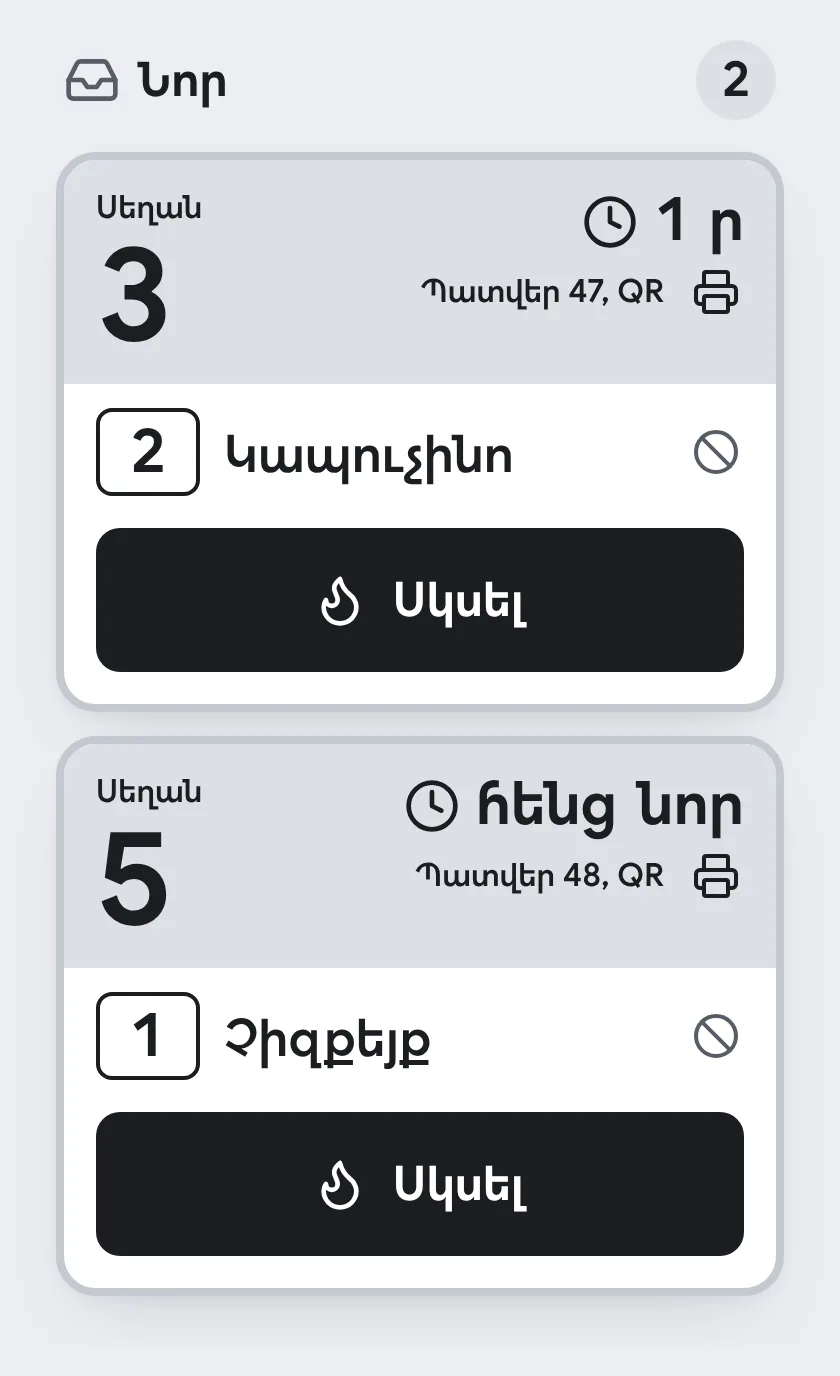 Նոր
2
Սեղան
3
1 ր
Պատվեր 47, QR
2 Կապուչինո
Սկսել
Սեղան
5
հենց նոր
Պատվեր 48, QR
1 Չիզքեյք
Սկսել